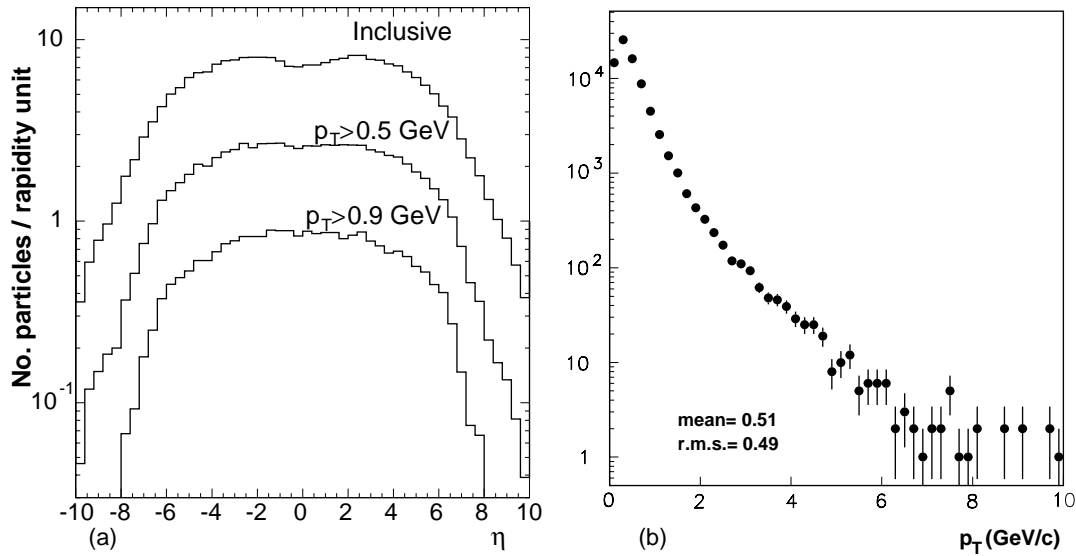 No. particles / rapidity unit
10
1
10^-1
Inclusive
p_T>0.5 GeV
p_T>0.9 GeV
-10 -8 -6 -4 -2 0 2 4 6 8 10
(a)
η
10^4
10^3
10^2
10
1
mean= 0.51
r.m.s.= 0.49
0 2 4 6 8 10
(b)
p_T (GeV/c)